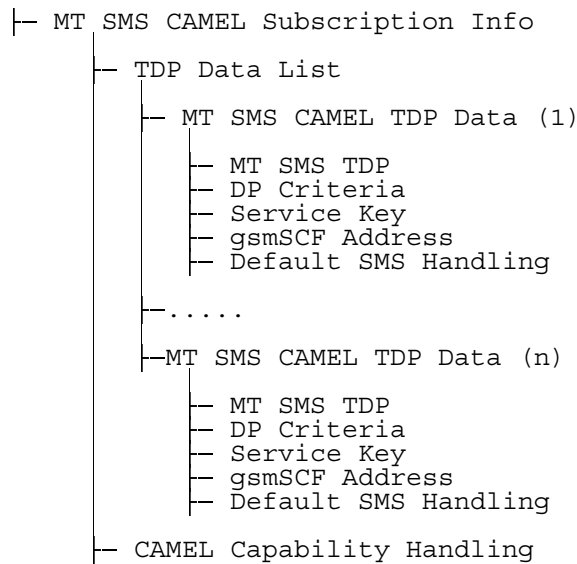 MT SMS CAMEL Subscription Info
TDP Data List
MT SMS CAMEL TDP Data (1)
MT SMS TDP
DP Criteria
Service Key
gsmSCF Address
Default SMS Handling
.....
MT SMS CAMEL TDP Data (n)
MT SMS TDP
DP Criteria
Service Key
gsmSCF Address
Default SMS Handling
CAMEL Capability Handling